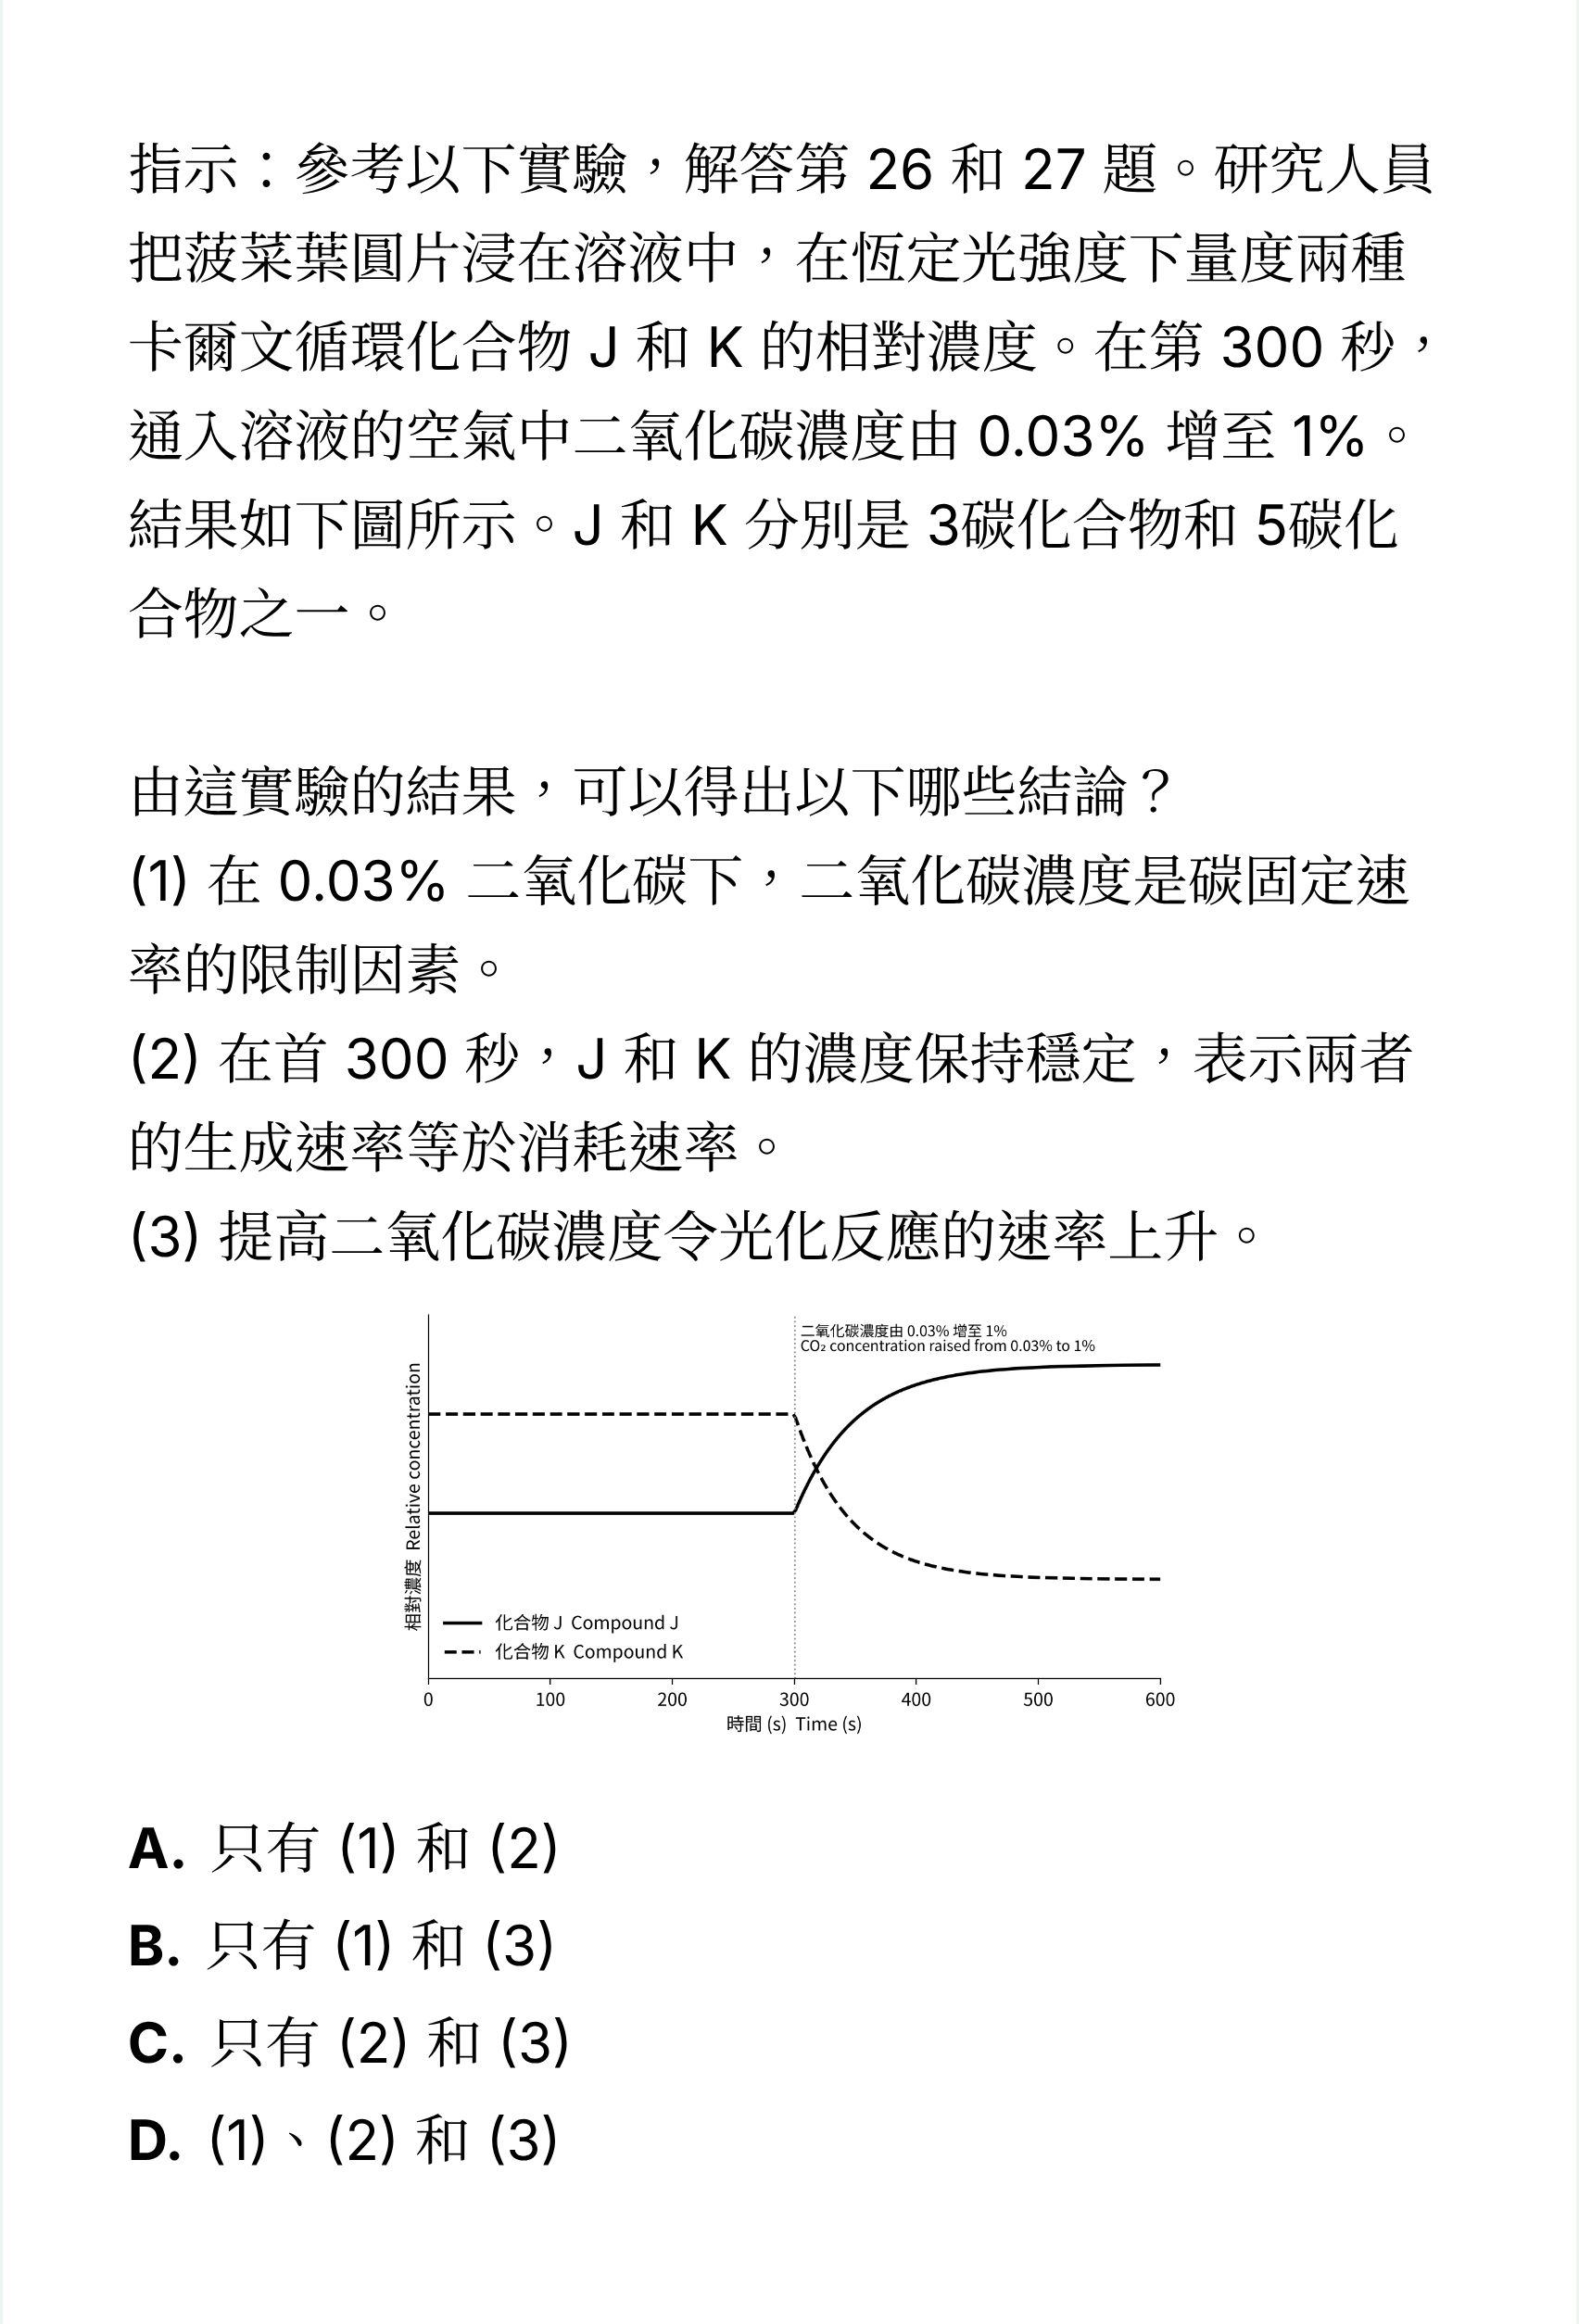 指示：參考以下實驗，解答第 26 和 27 題。研究人員
把菠菜葉圓片浸在溶液中，在恆定光強度下量度兩種
卡爾文循環化合物 J 和 K 的相對濃度。在第 300 秒，
通入溶液的空氣中二氧化碳濃度由 0.03% 增至 1%。
結果如下圖所示。J 和 K 分別是 3碳化合物和 5碳化
合物之一。
由這實驗的結果，可以得出以下哪些結論？
(1) 在 0.03% 二氧化碳下，二氧化碳濃度是碳固定速
率的限制因素。
(2) 在首 300 秒，J 和 K 的濃度保持穩定，表示兩者
的生成速率等於消耗速率。
(3) 提高二氧化碳濃度令光化反應的速率上升。
二氧化碳濃度由 0.03% 增至 1%
CO₂ concentration raised from 0.03% to 1%
相對濃度 Relative concentration
化合物 J Compound J
化合物 K Compound K
0 100 200 300 400 500 600
時間 (s) Time (s)
A. 只有 (1) 和 (2)
B. 只有 (1) 和 (3)
C. 只有 (2) 和 (3)
D. (1)、(2) 和 (3)